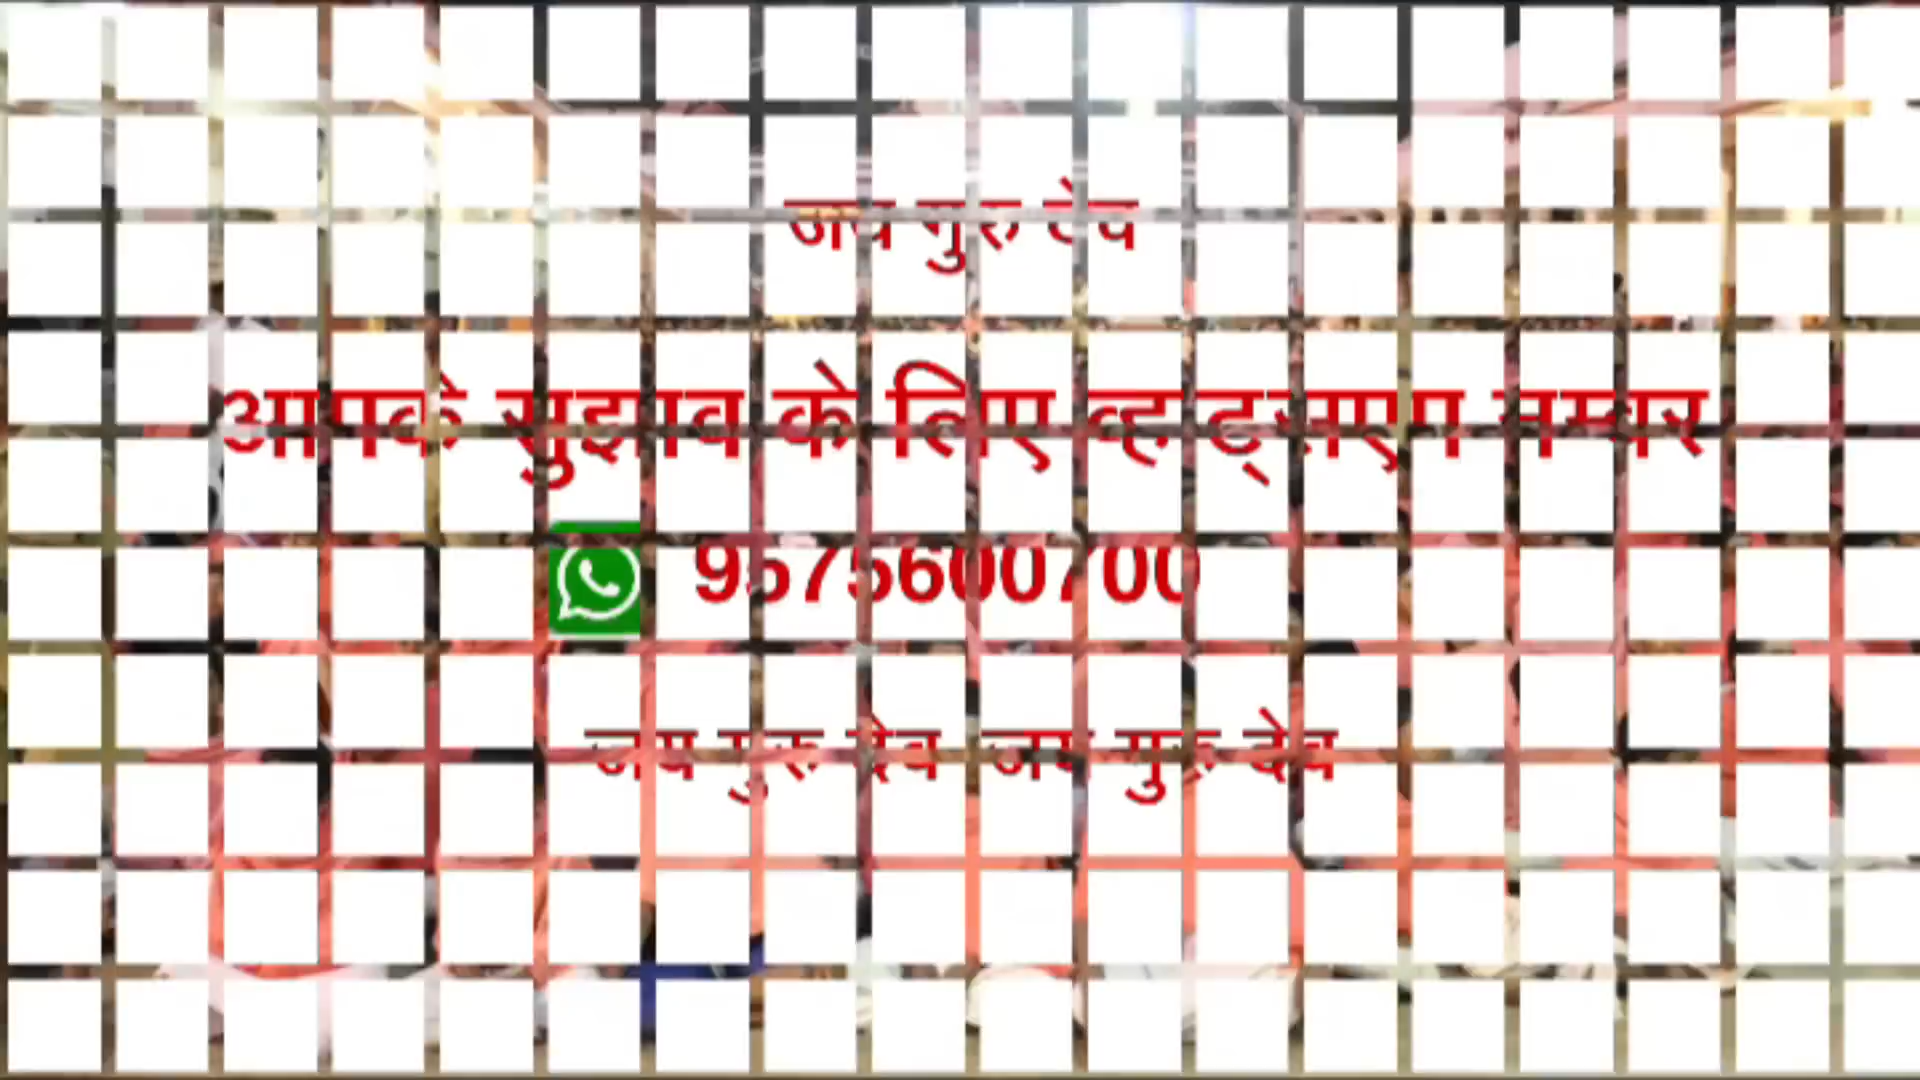 जय गुरु देव
आपके सुझाव के लिए व्हाट्सएप नम्बर
9575600700
जय गुरु देव जय गुरु देव